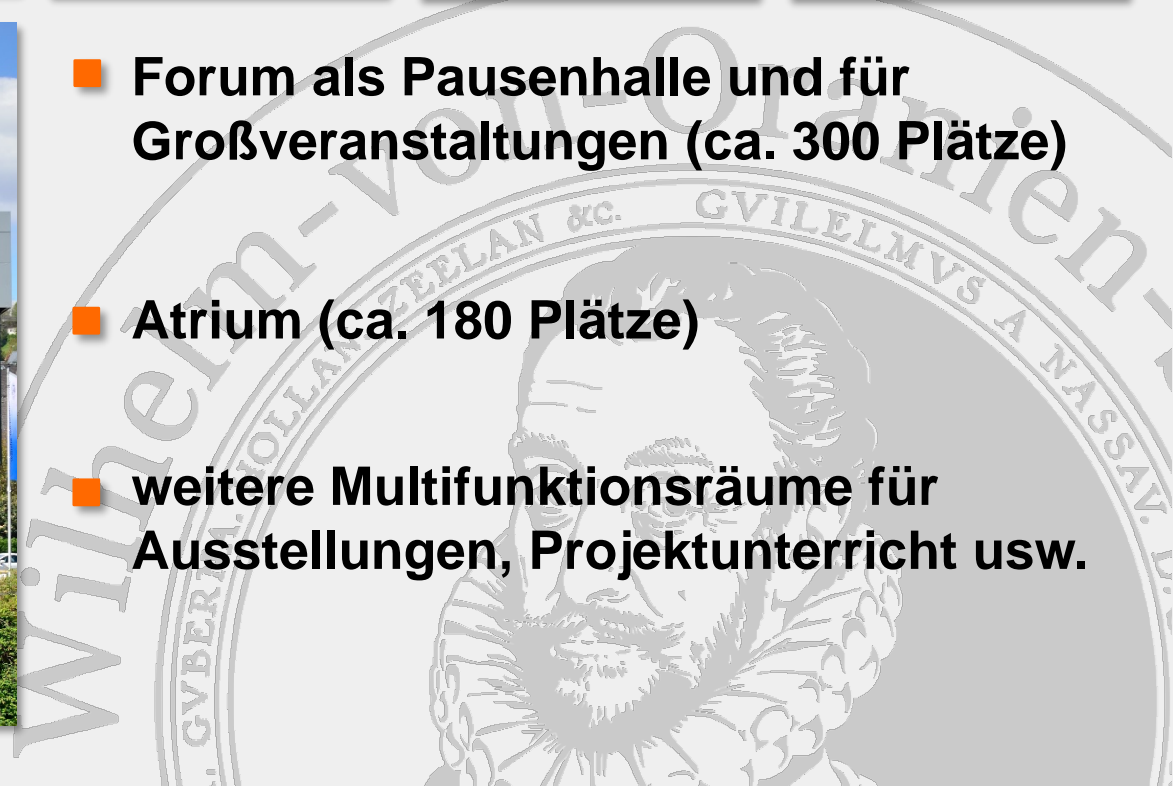 Forum als Pausenhalle und für
Großveranstaltungen (ca. 300 Plätze)
Atrium (ca. 180 Plätze)
weitere Multifunktionsräume für
Ausstellungen, Projektunterricht usw.
Wilhelm-von-Oranien-
HOLLAN ZEELAN &c. GVILELMVS A NASSAV. D.